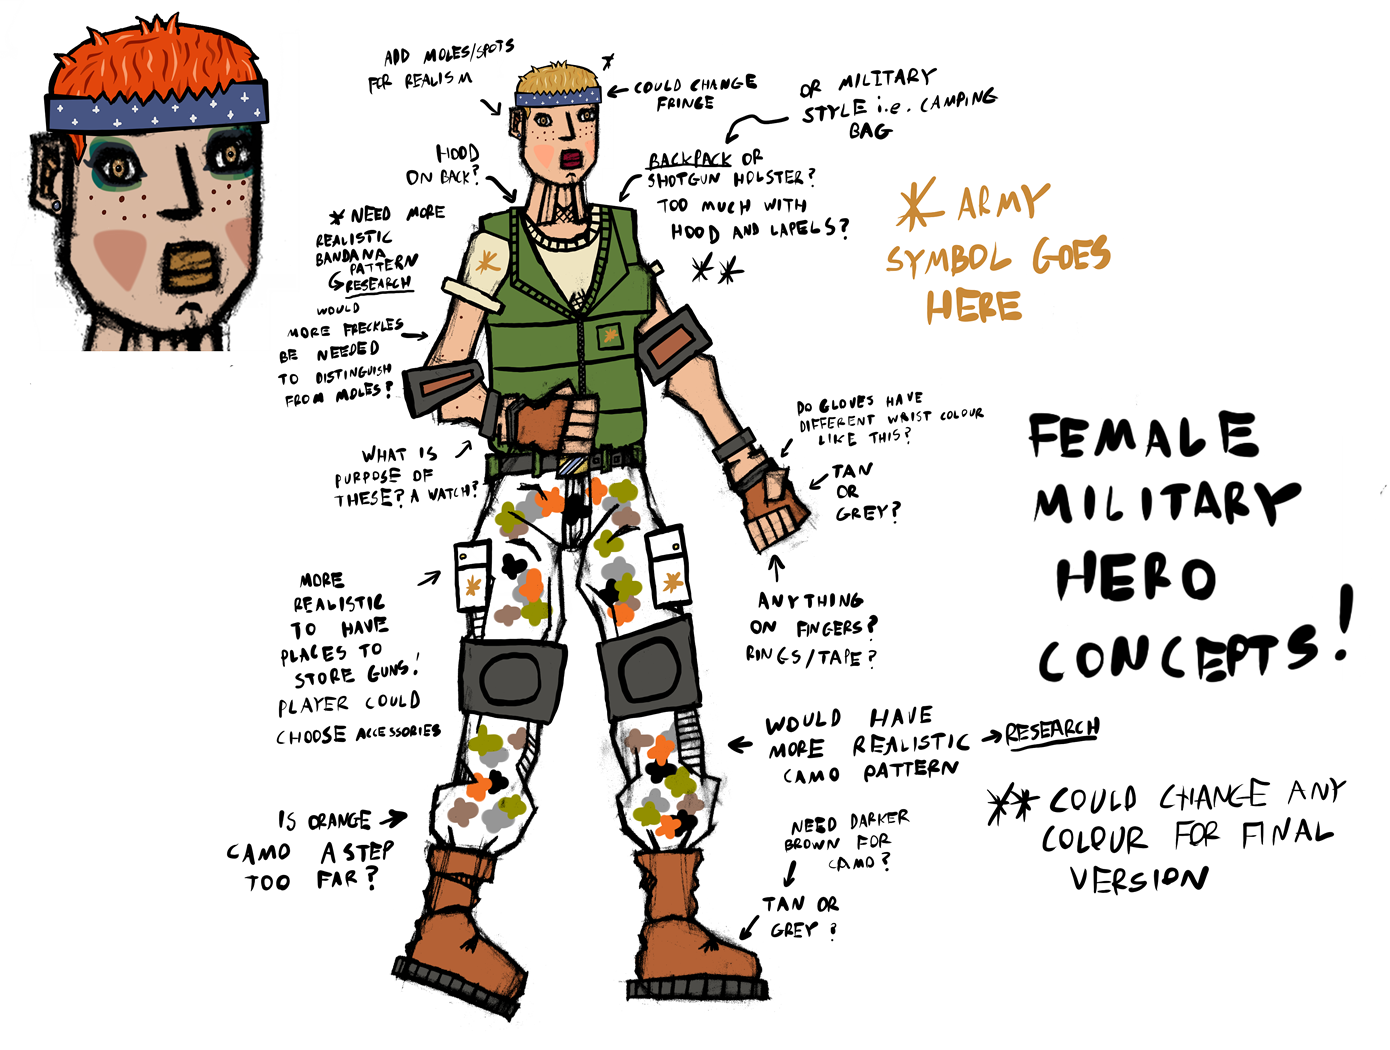 ADD MOLES/SPOTS
FOR REALISM
*
COULD CHANGE
FRINGE
OR MILITARY
STYLE i.e. CAMPING
BAG
HOOD
ON BACK?
BACKPACK OR
SHOTGUN HOLSTER?
TOO MUCH WITH
HOOD AND LAPELS?
**
* ARMY
SYMBOL GOES
HERE
* NEED MORE
REALISTIC
BANDANA
PATTERN
RESEARCH
WOULD
MORE FRECKLES
BE NEEDED
TO DISTINGUISH
FROM MOLES?
DO GLOVES HAVE
DIFFERENT WRIST COLOUR
LIKE THIS?
TAN
OR
GREY?
WHAT IS
PURPOSE OF
THESE? A WATCH?
FEMALE
MILITARY
HERO
CONCEPTS!
MORE
REALISTIC
TO HAVE
PLACES TO
STORE GUNS!
PLAYER COULD
CHOOSE ACCESSORIES
ANYTHING
ON FINGERS?
RINGS/TAPE?
WOULD HAVE
MORE REALISTIC
CAMO PATTERN
RESEARCH
** COULD CHANGE ANY
COLOUR FOR FINAL
VERSION
IS ORANGE
CAMO A STEP
TOO FAR?
NEED DARKER
BROWN FOR
CAMO?
TAN OR
GREY?